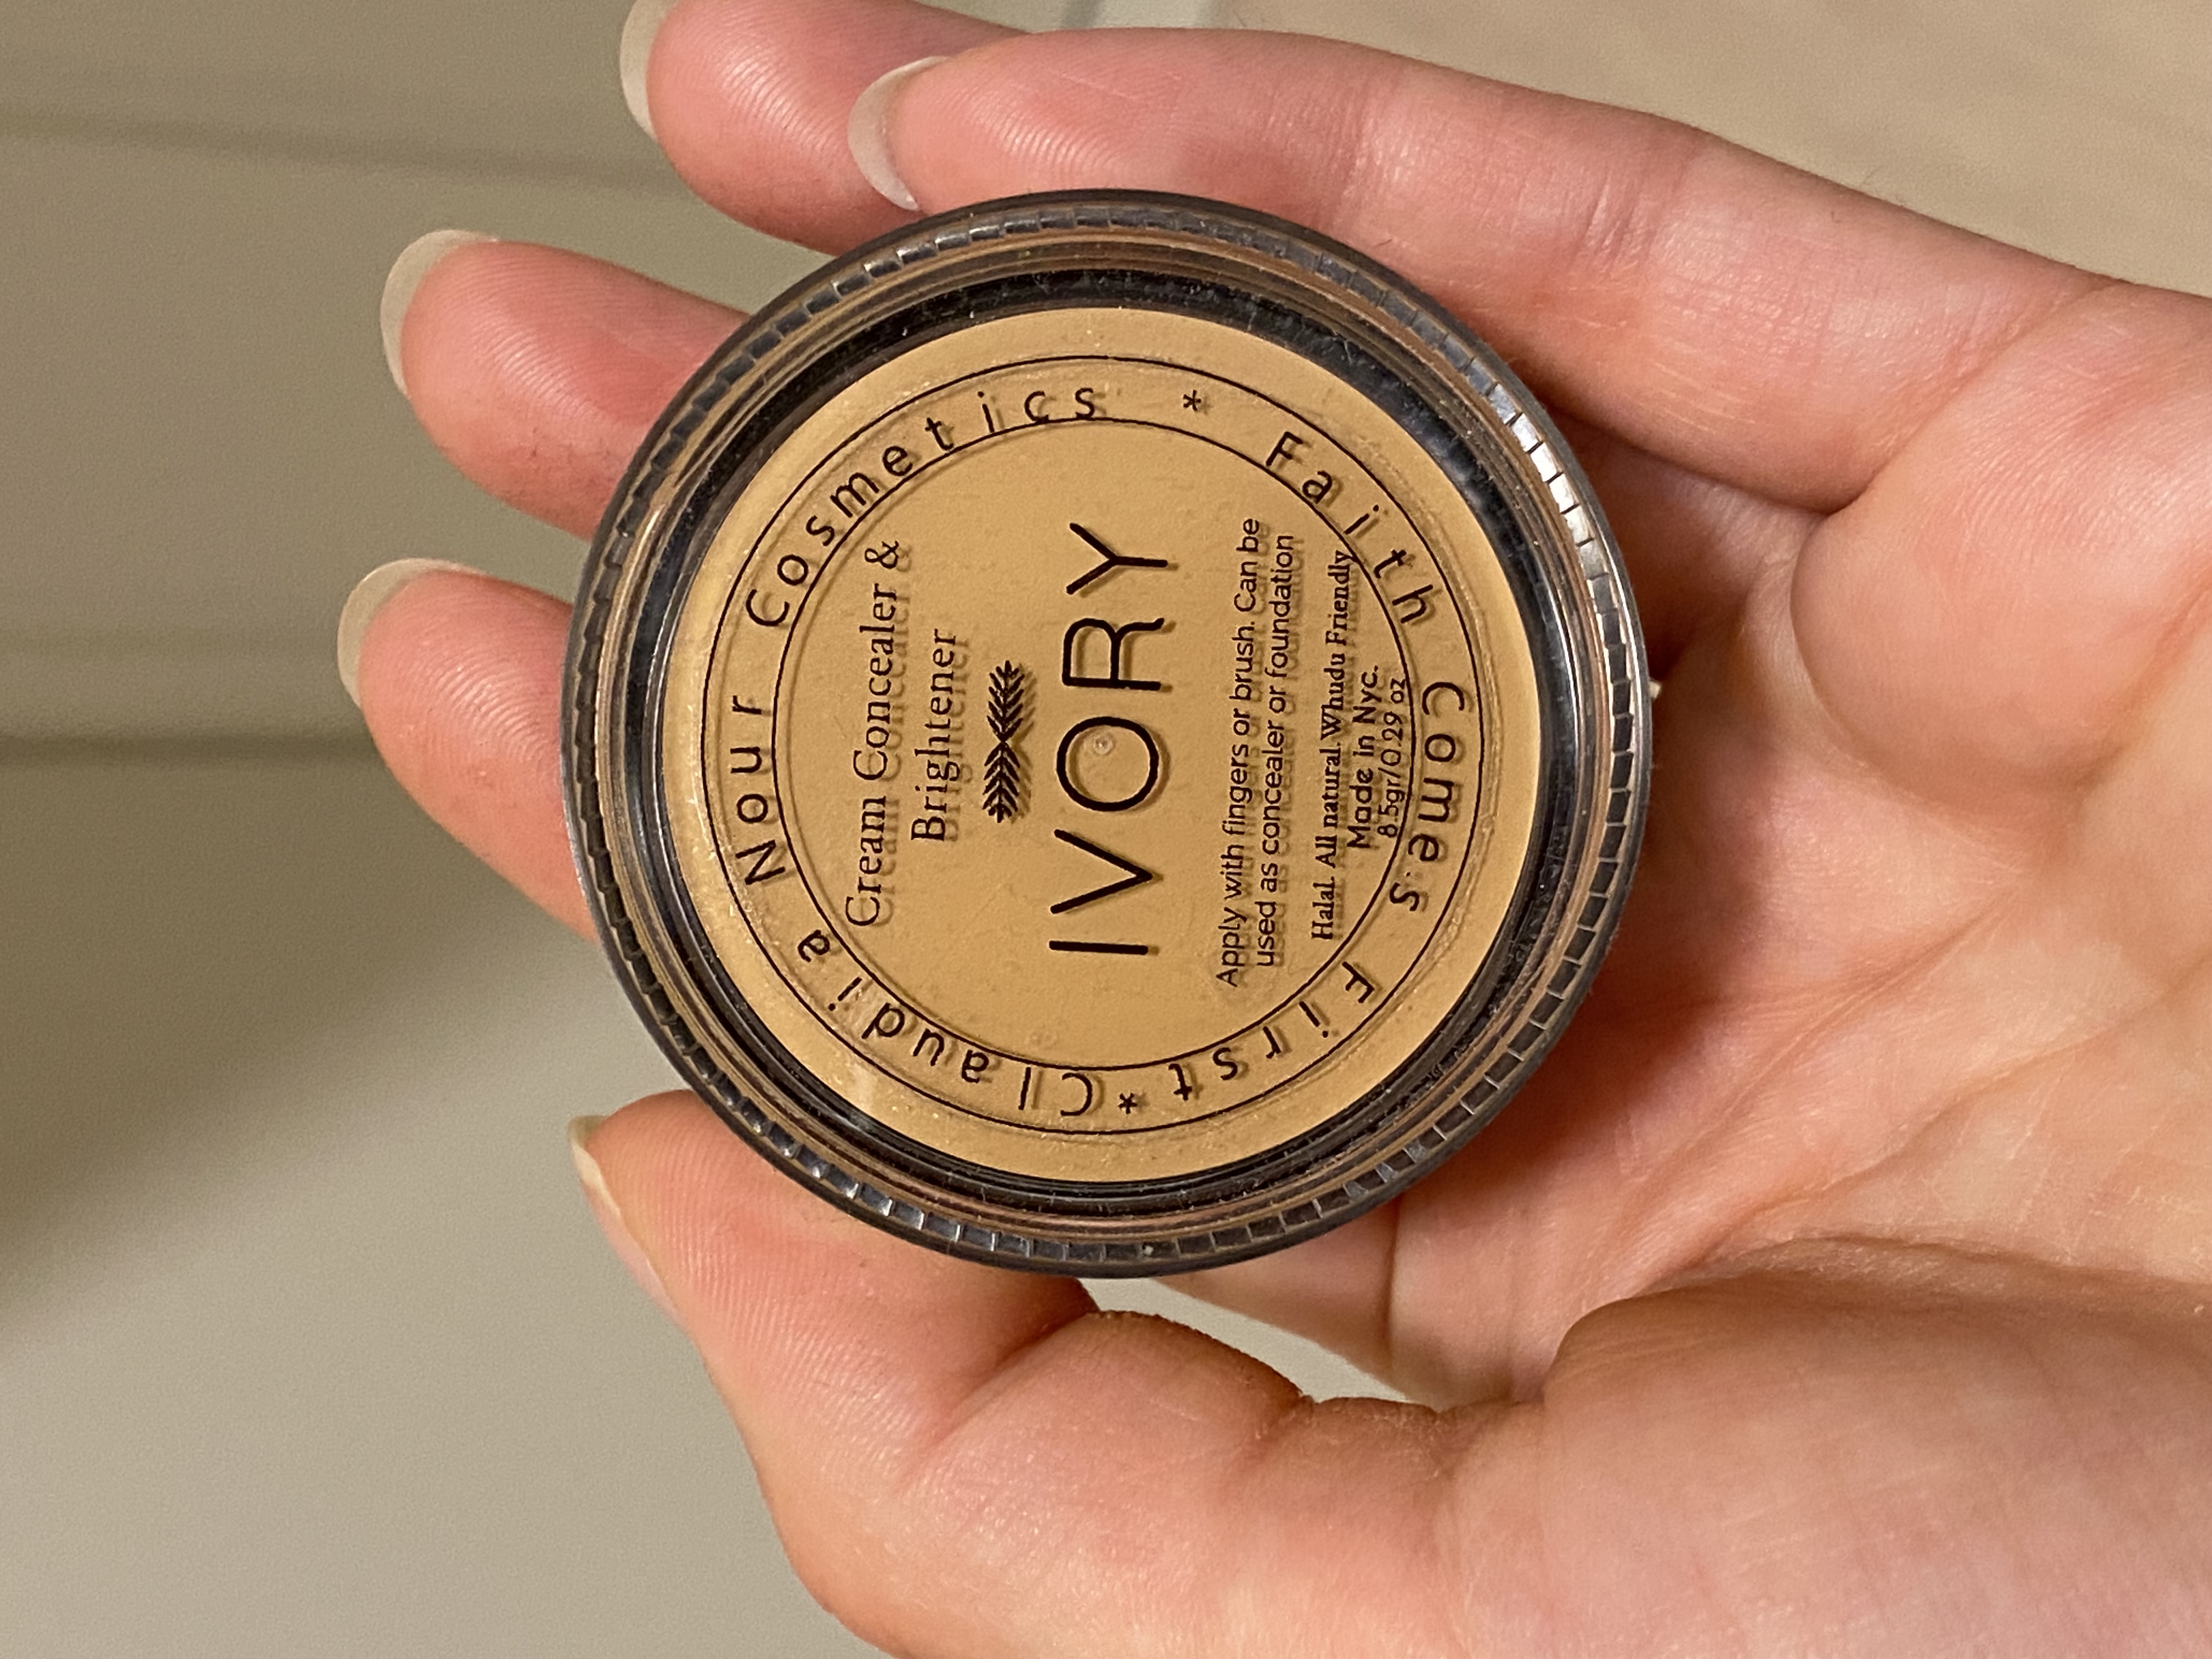 Claudia Nour Cosmetics * Faith Comes First *
Cream Concealer &
Brightener
IVORY
Apply with fingers or brush. Can be
used as concealer or foundation
Halal. All natural. Whudu Friendly
Made in Nyc.
8.5gr/0.29 oz